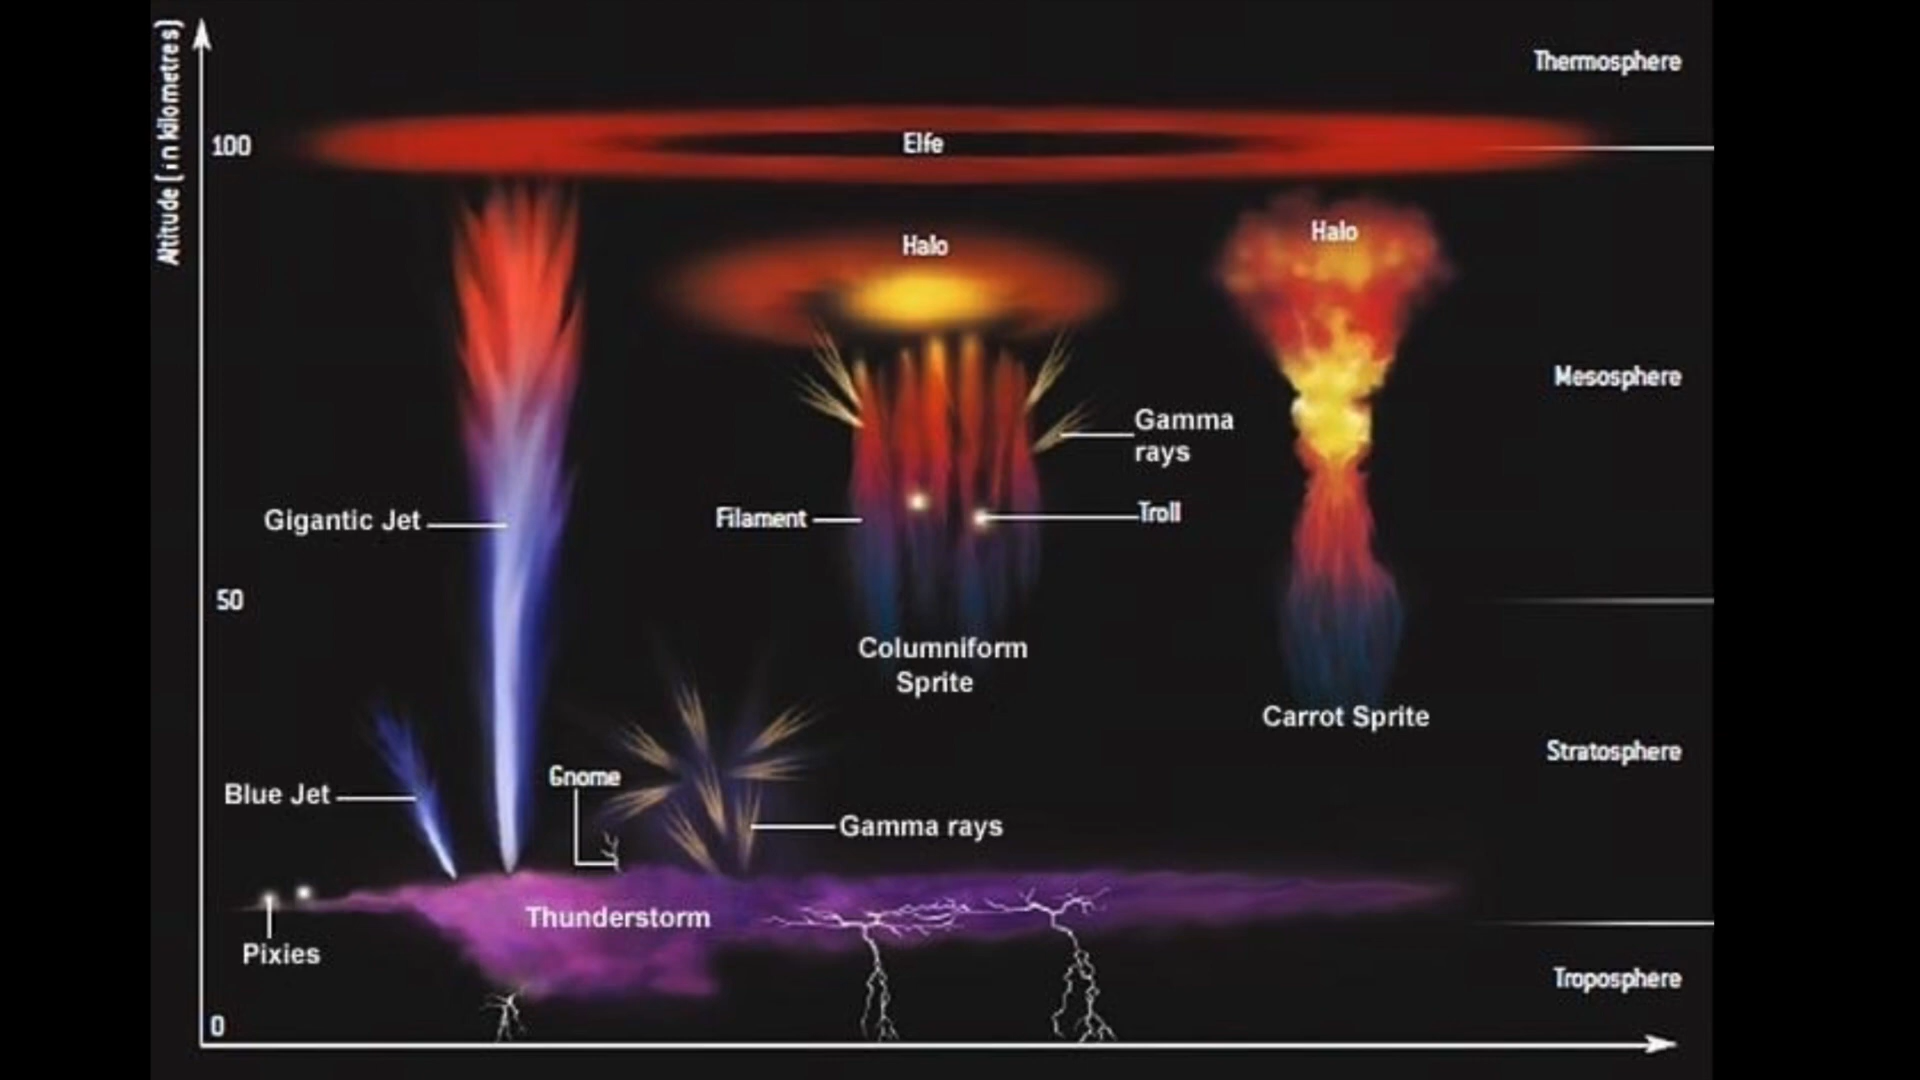 Altitude (in kilometres)
Thermosphere
100
Elfe
Halo
Halo
Mesosphere
Gamma
rays
Gigantic Jet
Filament
Troll
50
Columniform
Sprite
Carrot Sprite
Stratosphere
Gnome
Blue Jet
Gamma rays
Thunderstorm
Pixies
Troposphere
0